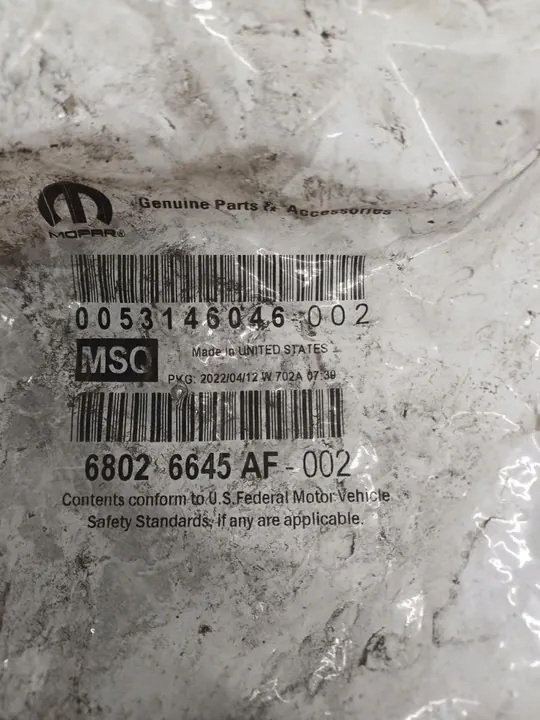 Genuine Parts & Accessories
MOPAR®
0053146046-002
MSQ
Made in UNITED STATES
PKG: 2022/04/12 W 702A 07:39
6802 6645 AF-002
Contents conform to U.S.Federal Motor Vehicle
Safety Standards, if any are applicable.